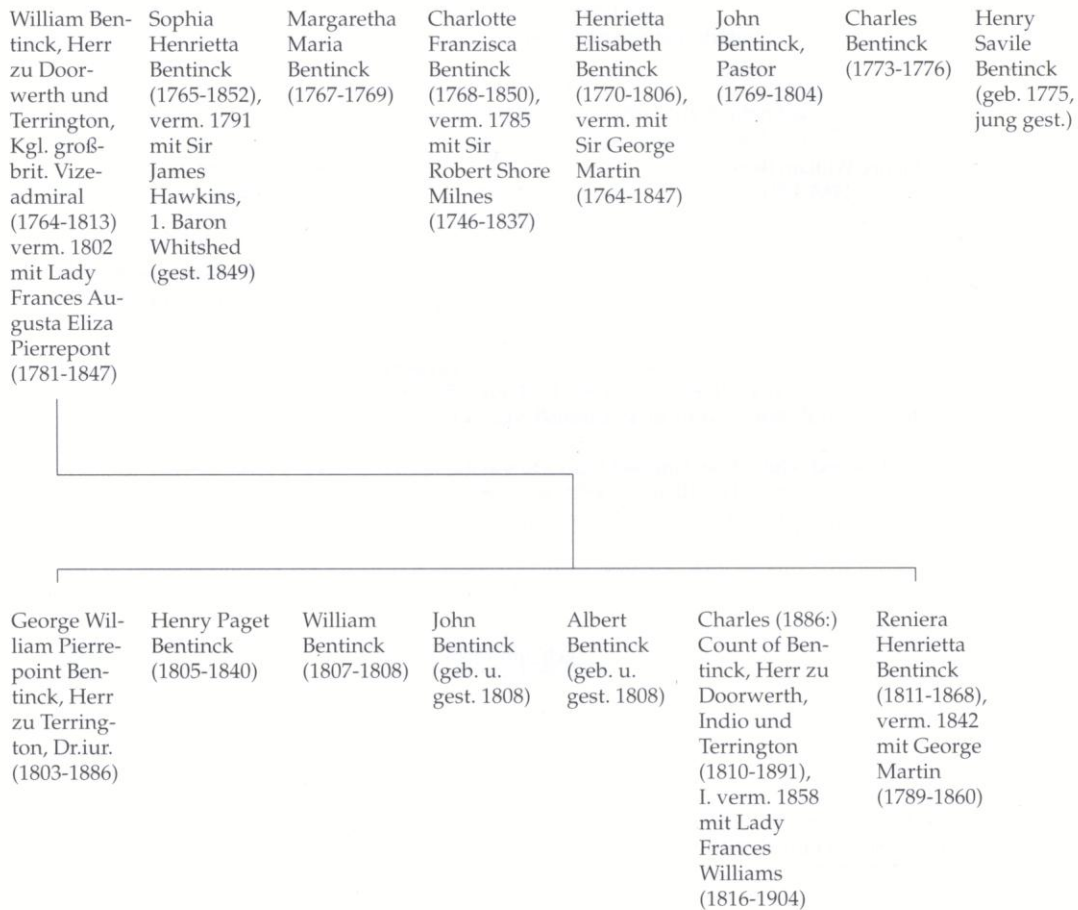 William Ben-
tinck, Herr
zu Door-
werth und
Terrington,
Kgl. groß-
brit. Vize-
admiral
(1764-1813)
verm. 1802
mit Lady
Frances Au-
gusta Eliza
Pierrepont
(1781-1847)
Sophia
Henrietta
Bentinck
(1765-1852),
verm. 1791
mit Sir
James
Hawkins,
1. Baron
Whitshed
(gest. 1849)
Margaretha
Maria
Bentinck
(1767-1769)
Charlotte
Franzisca
Bentinck
(1768-1850),
verm. 1785
mit Sir
Robert Shore
Milnes
(1746-1837)
Henrietta
Elisabeth
Bentinck
(1770-1806),
verm. mit
Sir George
Martin
(1764-1847)
John
Bentinck,
Pastor
(1769-1804)
Charles
Bentinck
(1773-1776)
Henry
Savile
Bentinck
(geb. 1775,
jung gest.)
George Wil-
liam Pierre-
point Ben-
tinck, Herr
zu Terring-
ton, Dr.iur.
(1803-1886)
Henry Paget
Bentinck
(1805-1840)
William
Bentinck
(1807-1808)
John
Bentinck
(geb. u.
gest. 1808)
Albert
Bentinck
(geb. u.
gest. 1808)
Charles (1886:)
Count of Ben-
tinck, Herr zu
Doorwerth,
Indio und
Terrington
(1810-1891),
I. verm. 1858
mit Lady
Frances
Williams
(1816-1904)
Reniera
Henrietta
Bentinck
(1811-1868),
verm. 1842
mit George
Martin
(1789-1860)